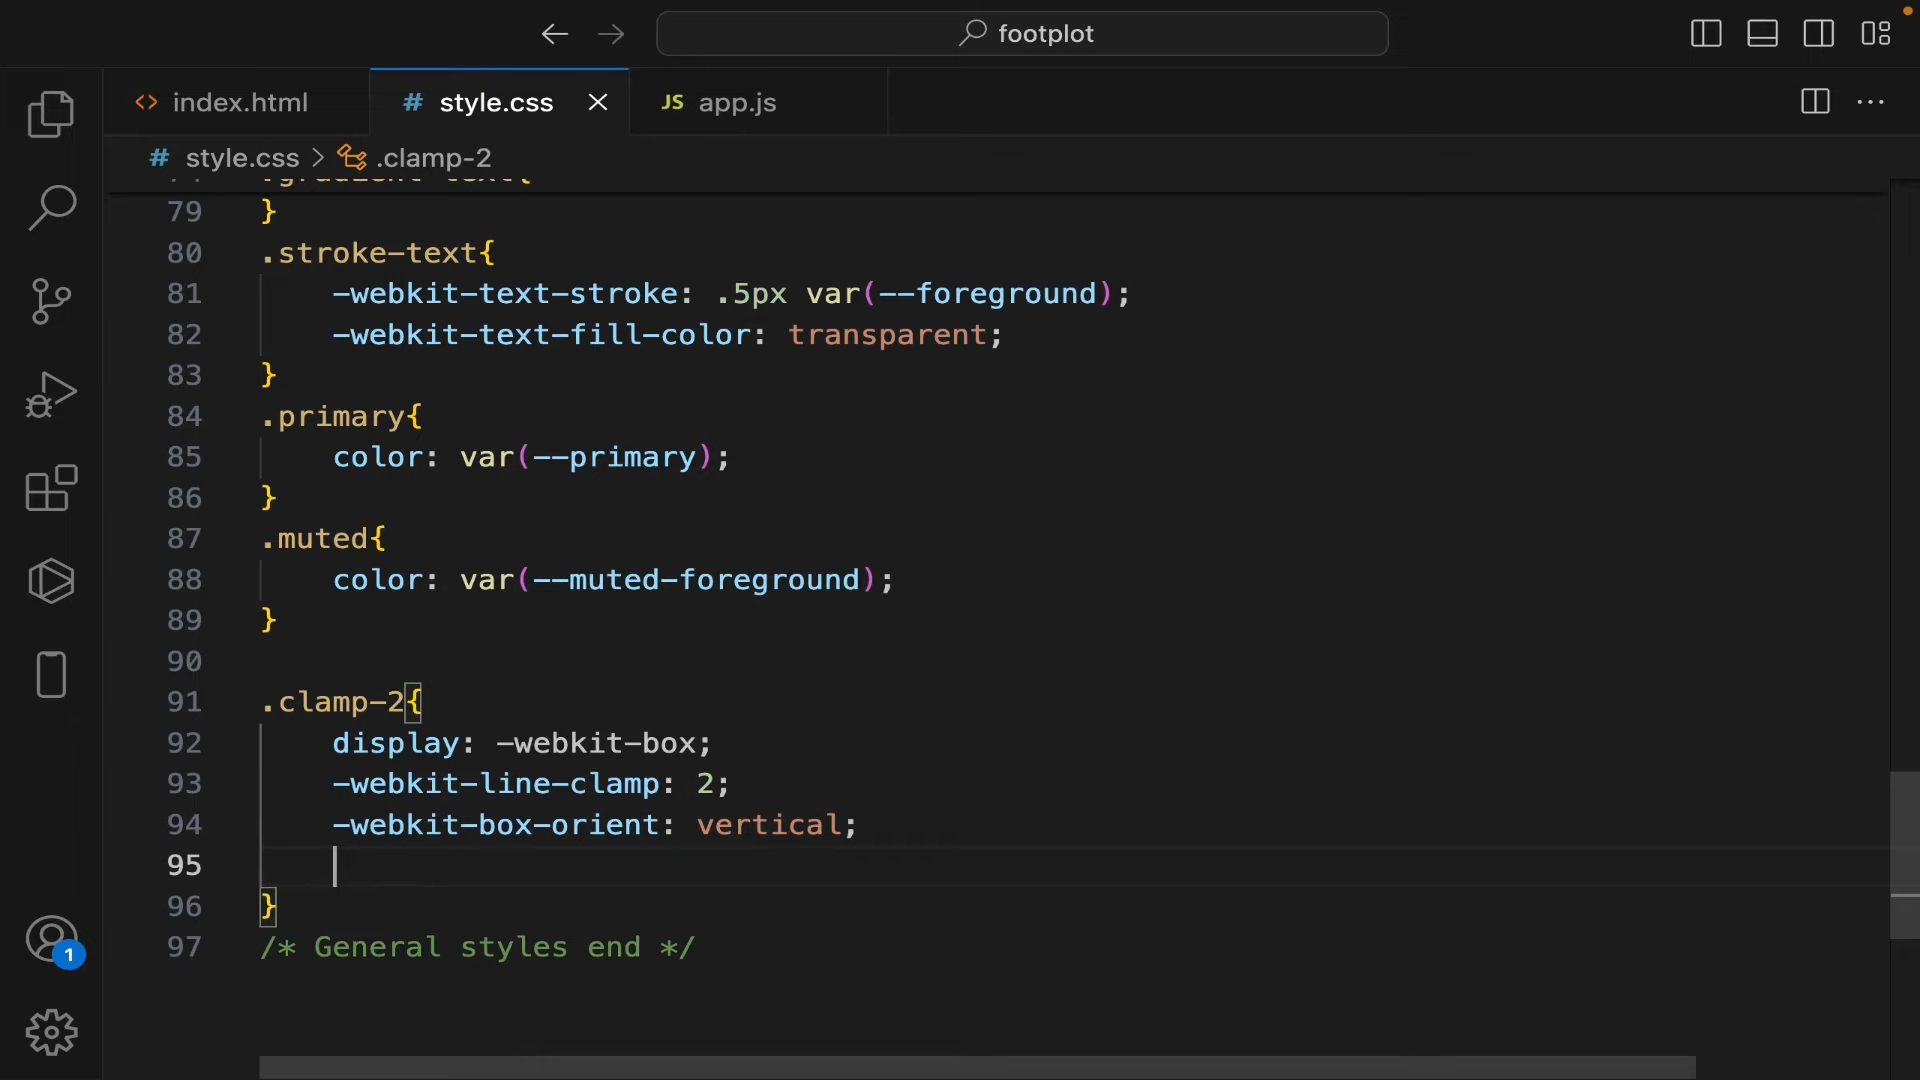 footplot
index.html
# style.css
JS app.js
# style.css > .clamp-2
79 }
80 .stroke-text{
81 -webkit-text-stroke: .5px var(--foreground);
82 -webkit-text-fill-color: transparent;
83 }
84 .primary{
85 color: var(--primary);
86 }
87 .muted{
88 color: var(--muted-foreground);
89 }
90
91 .clamp-2{
92 display: -webkit-box;
93 -webkit-line-clamp: 2;
94 -webkit-box-orient: vertical;
95
96 }
97 /* General styles end */
1